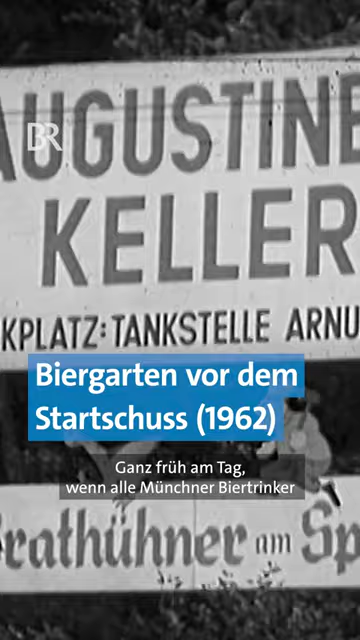 AUGUSTINE
BR
KELLER
KPLATZ: TANKSTELLE ARNU
Biergarten vor dem
Startschuss (1962)
Ganz früh am Tag,
wenn alle Münchner Biertrinker
rathühner am Sp